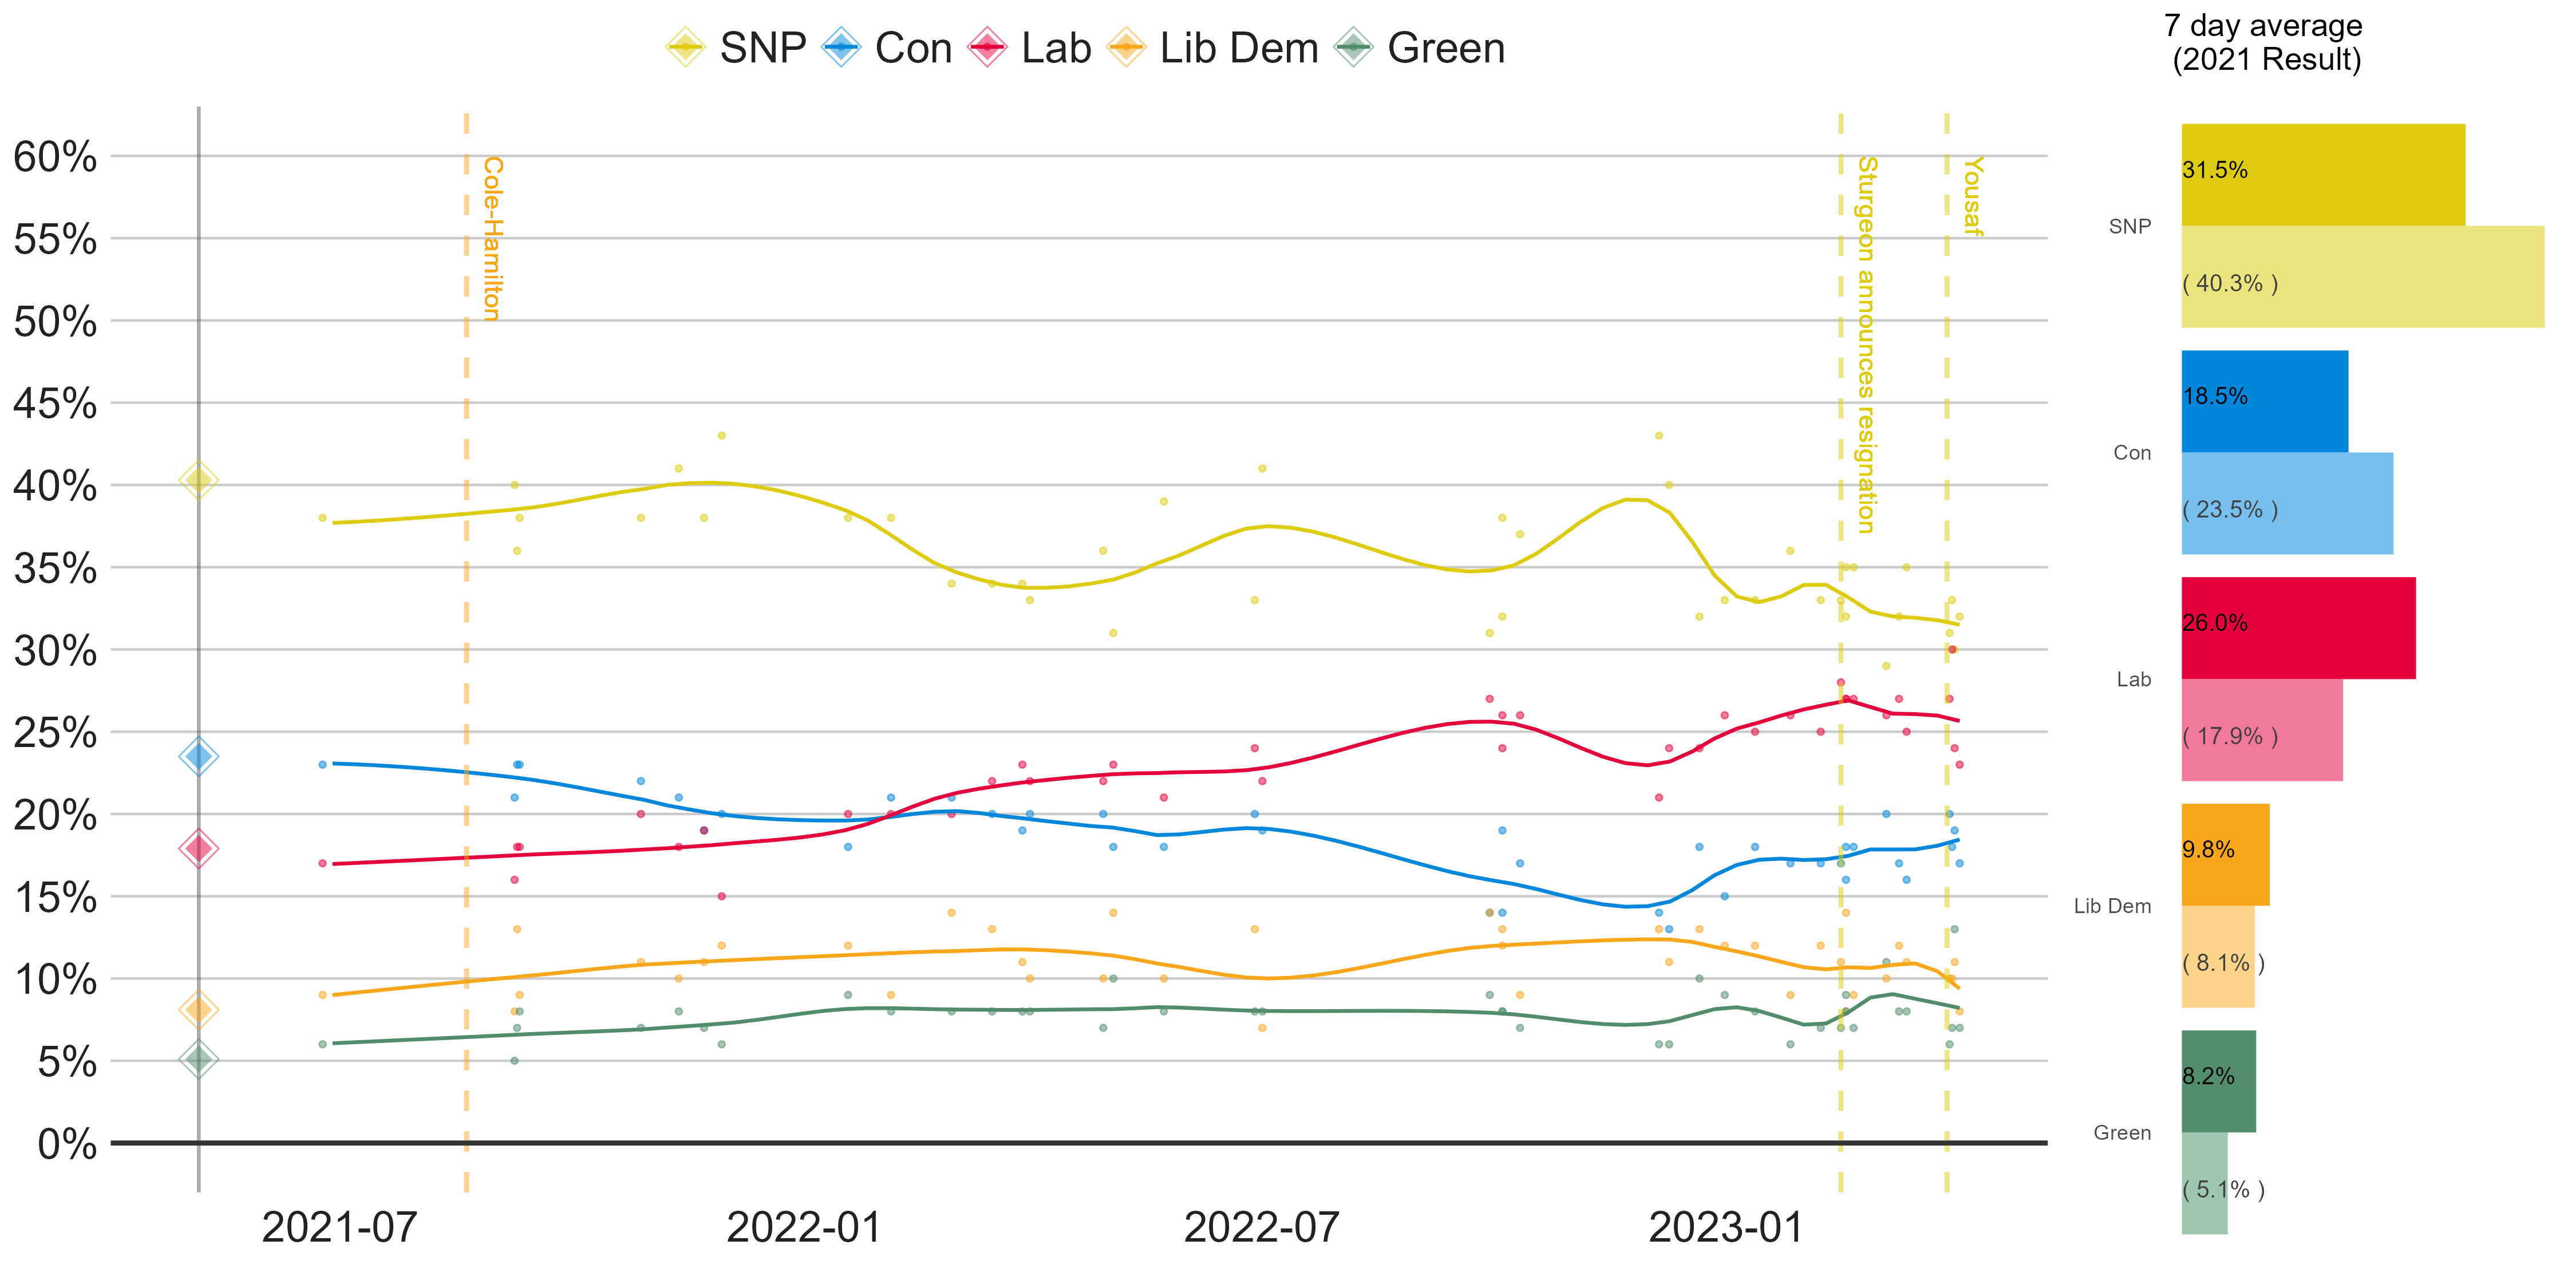 SNP Con Lab Lib Dem Green
7 day average
(2021 Result)
60%
55%
50%
45%
40%
35%
30%
25%
20%
15%
10%
5%
0%
Cole-Hamilton
Sturgeon announces resignation
Yousaf
2021-07 2022-01 2022-07 2023-01
SNP
31.5%
( 40.3% )
Con
18.5%
( 23.5% )
Lab
26.0%
( 17.9% )
Lib Dem
9.8%
( 8.1% )
Green
8.2%
( 5.1% )